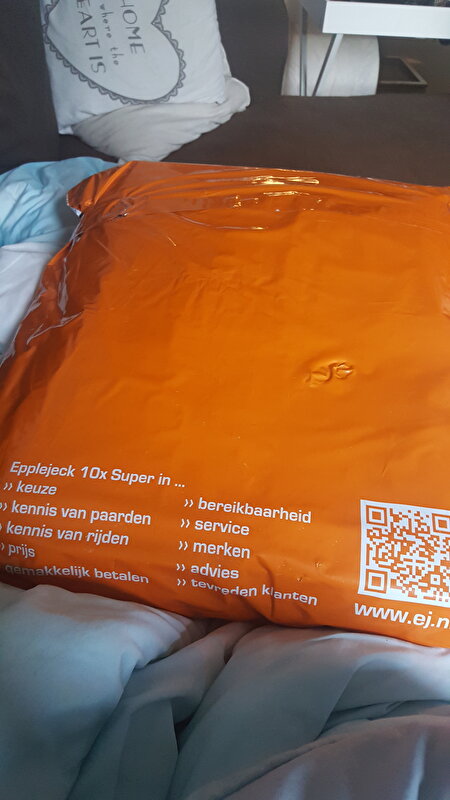 HOME
where the
HEART IS
Epplejeck 10x Super in ...
›› keuze
›› kennis van paarden
›› kennis van rijden
›› prijs
gemakkelijk betalen
›› bereikbaarheid
›› service
›› merken
›› advies
›› tevreden klanten
www.ej.n